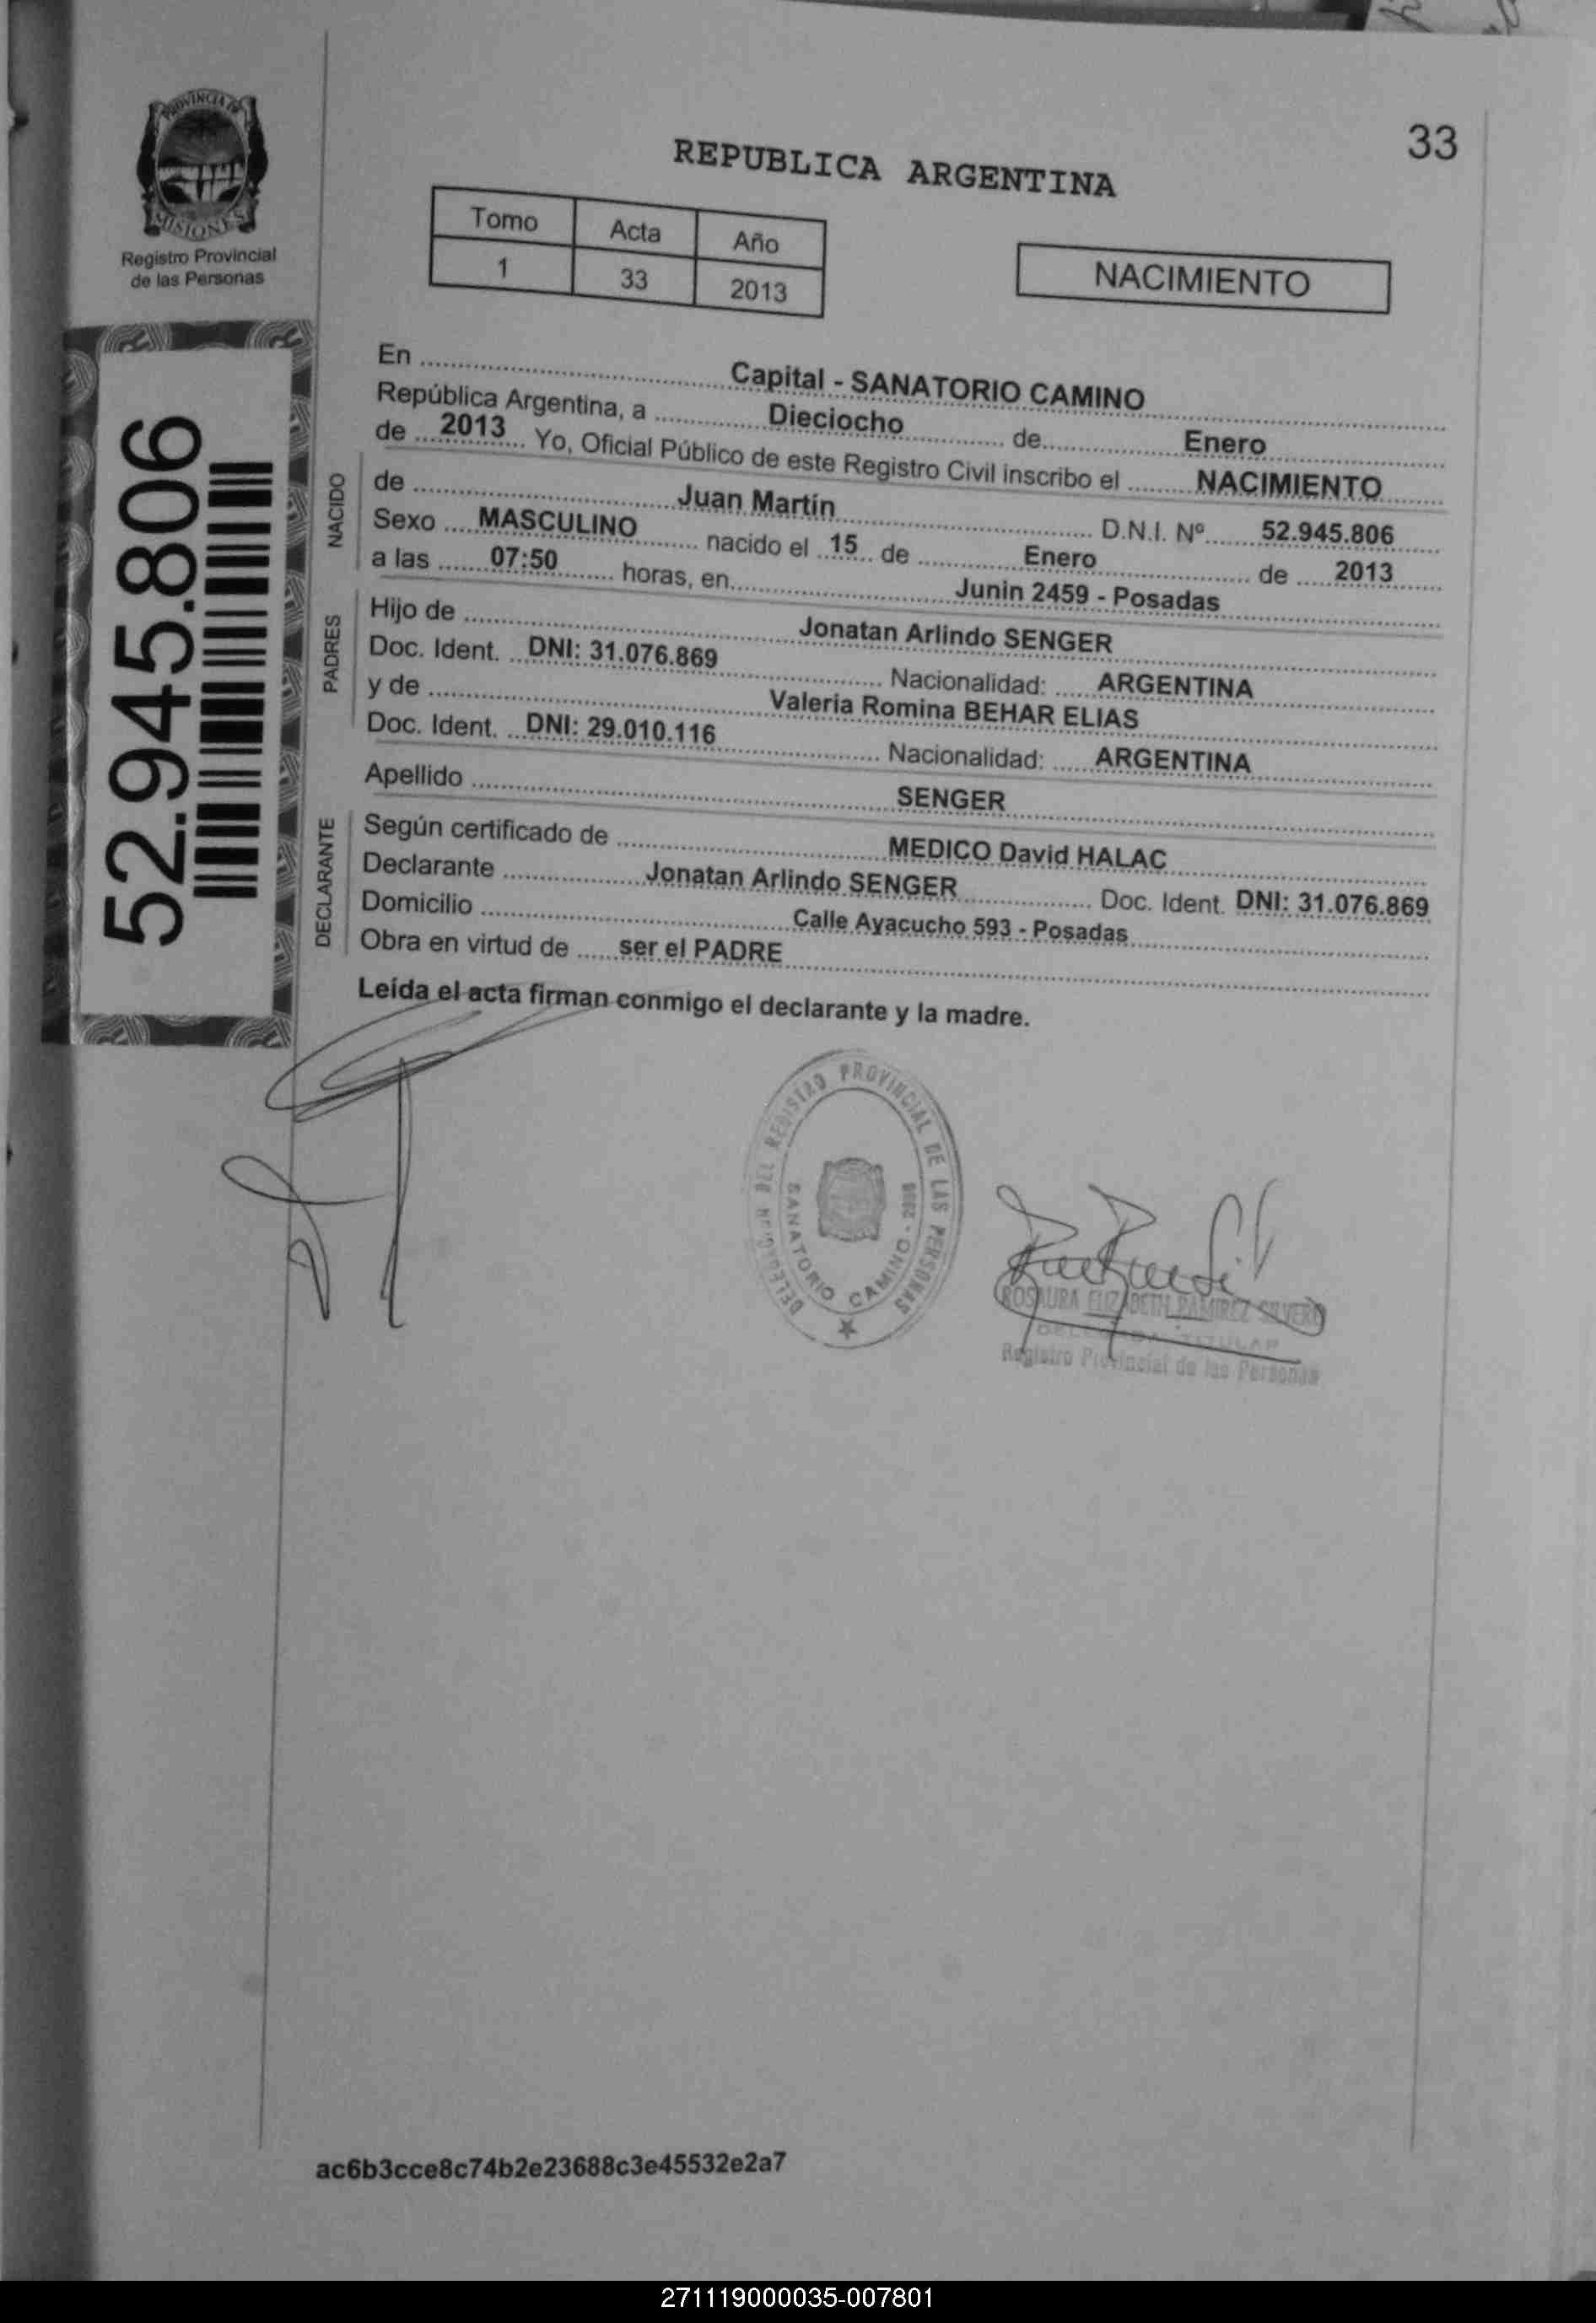 33
PROVINCIA DE
MISIONES
Registro Provincial
de las Personas
REPUBLICA ARGENTINA
Tomo Acta Año
1 33 2013
NACIMIENTO
52.945.806
En Capital - SANATORIO CAMINO
República Argentina, a Dieciocho de Enero
de 2013 Yo, Oficial Público de este Registro Civil inscribo el NACIMIENTO
NACIDO
de Juan Martín D.N.I. Nº 52.945.806
Sexo MASCULINO nacido el 15 de Enero de 2013
a las 07:50 horas, en Junin 2459 - Posadas
PADRES
Hijo de Jonatan Arlindo SENGER
Doc. Ident. DNI: 31.076.869 Nacionalidad: ARGENTINA
y de Valeria Romina BEHAR ELIAS
Doc. Ident. DNI: 29.010.116 Nacionalidad: ARGENTINA
Apellido SENGER
DECLARANTE
Según certificado de MEDICO David HALAC
Declarante Jonatan Arlindo SENGER Doc. Ident. DNI: 31.076.869
Domicilio Calle Ayacucho 593 - Posadas
Obra en virtud de ser el PADRE
Leída el acta firman conmigo el declarante y la madre.
DEL REGISTRO PROVINCIAL DE LAS PERSONAS
SANATORIO CAMINO - 2009
ROSAURA ELIZABETH RAMIREZ SILVERO
TITULAR
Registro Provincial de las Personas
ac6b3cce8c74b2e23688c3e45532e2a7
271119000035-007801